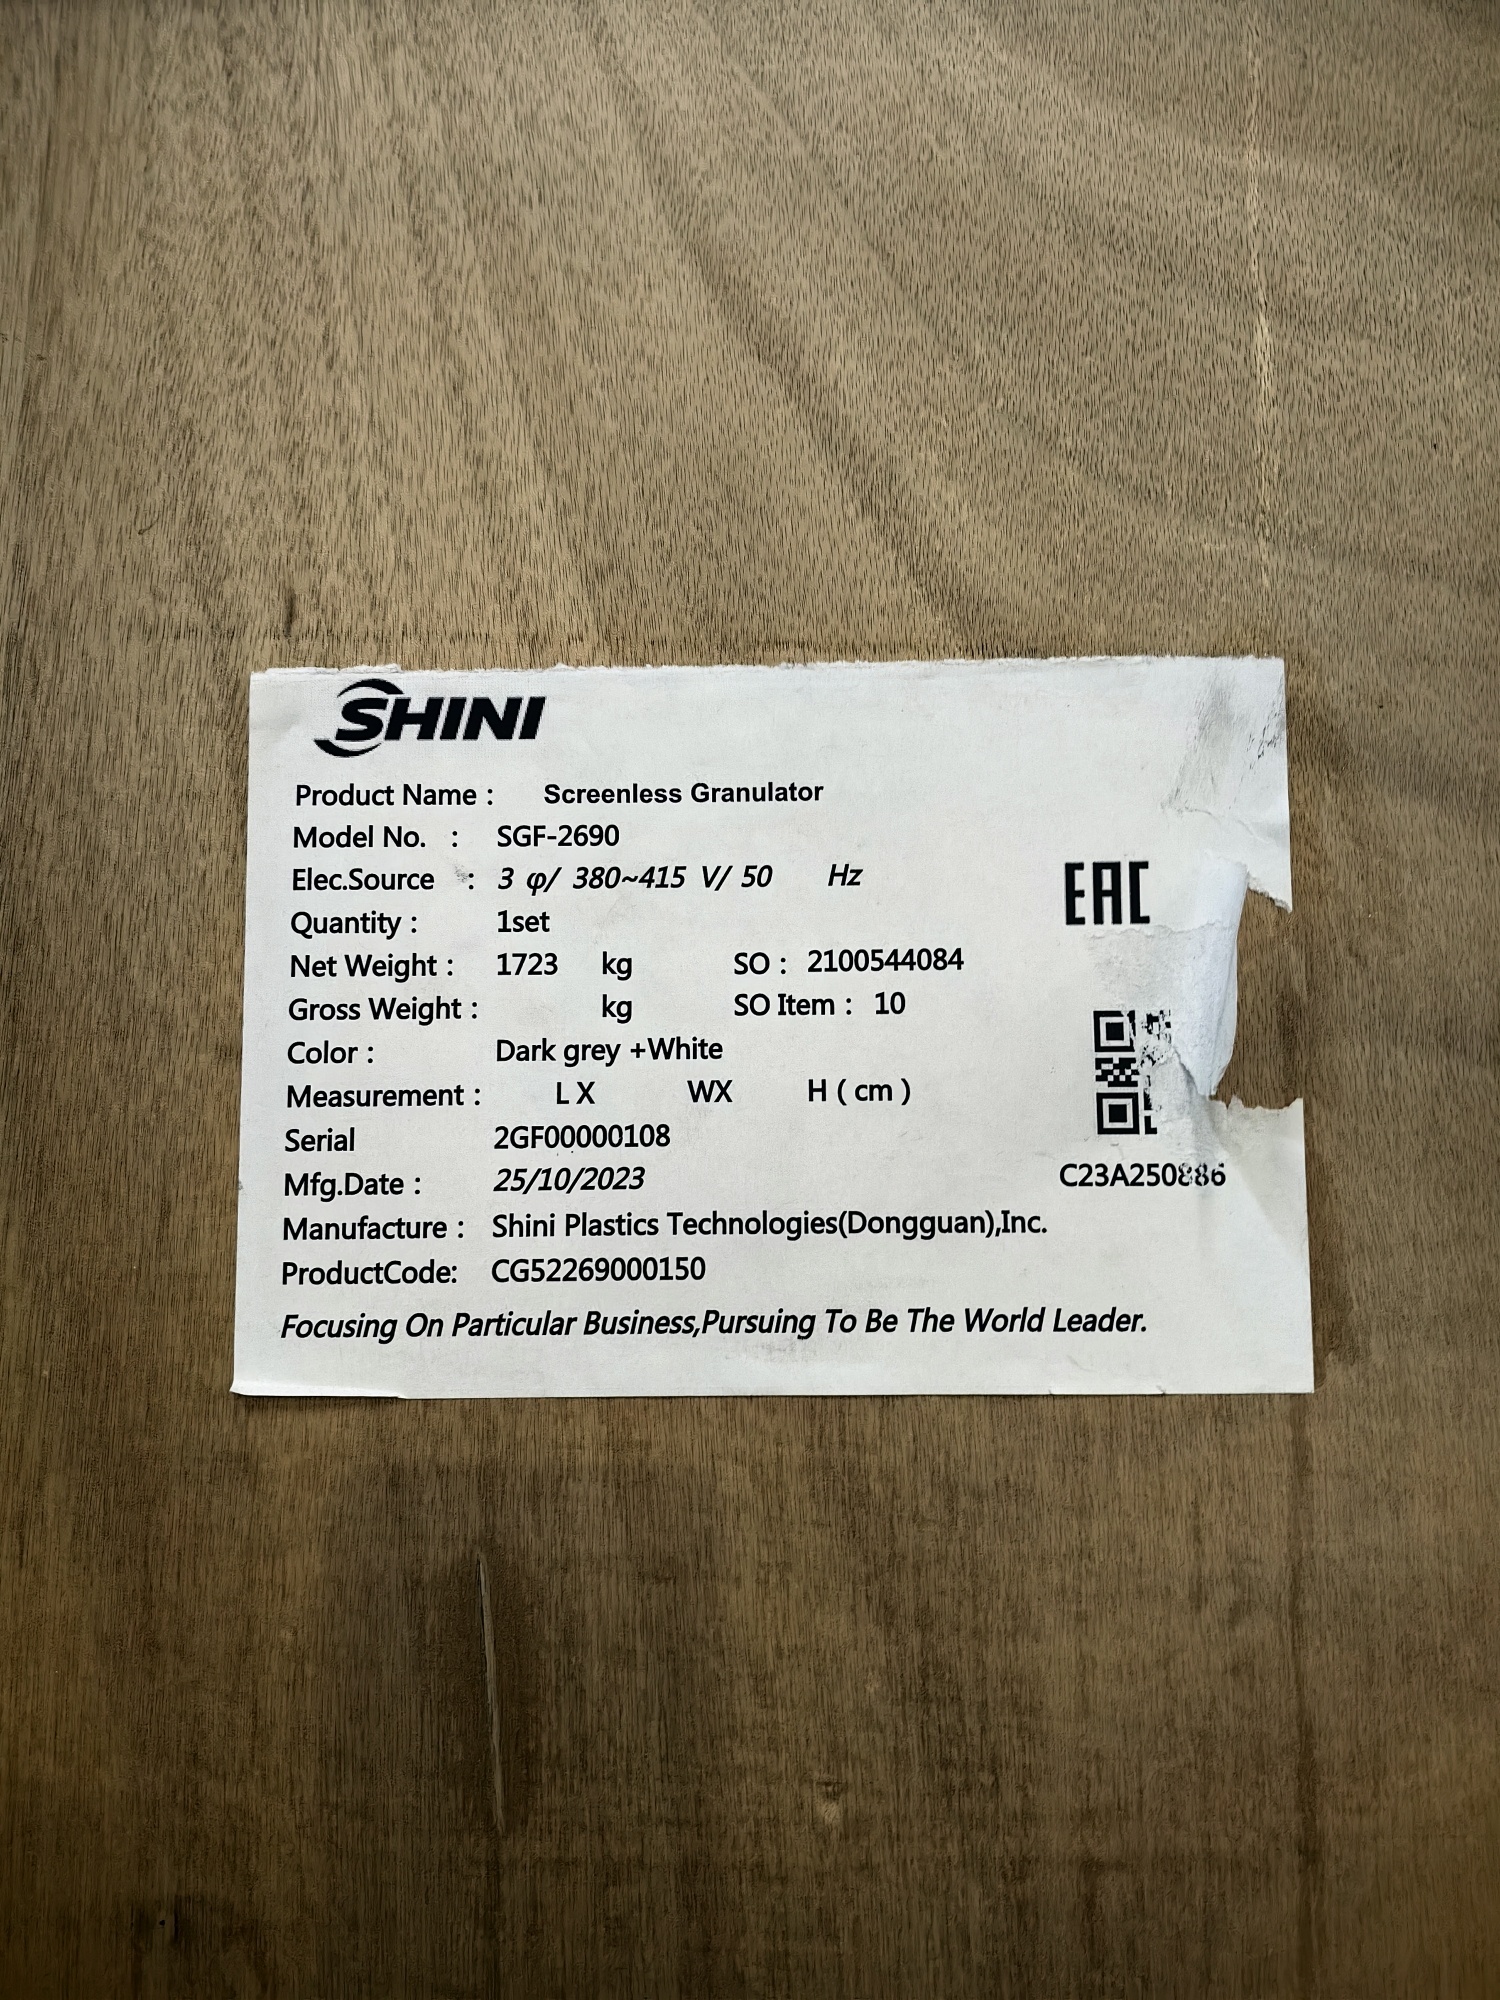 SHINI
Product Name : Screenless Granulator
Model No. : SGF-2690
Elec.Source : 3 φ/ 380~415 V/ 50 Hz
Quantity : 1set
Net Weight : 1723 kg SO : 2100544084
Gross Weight : kg SO Item : 10
Color : Dark grey +White
Measurement : L X WX H ( cm )
Serial 2GF00000108
Mfg.Date : 25/10/2023
Manufacture : Shini Plastics Technologies(Dongguan),Inc.
ProductCode: CG52269000150
Focusing On Particular Business,Pursuing To Be The World Leader.
EAC
C23A250886